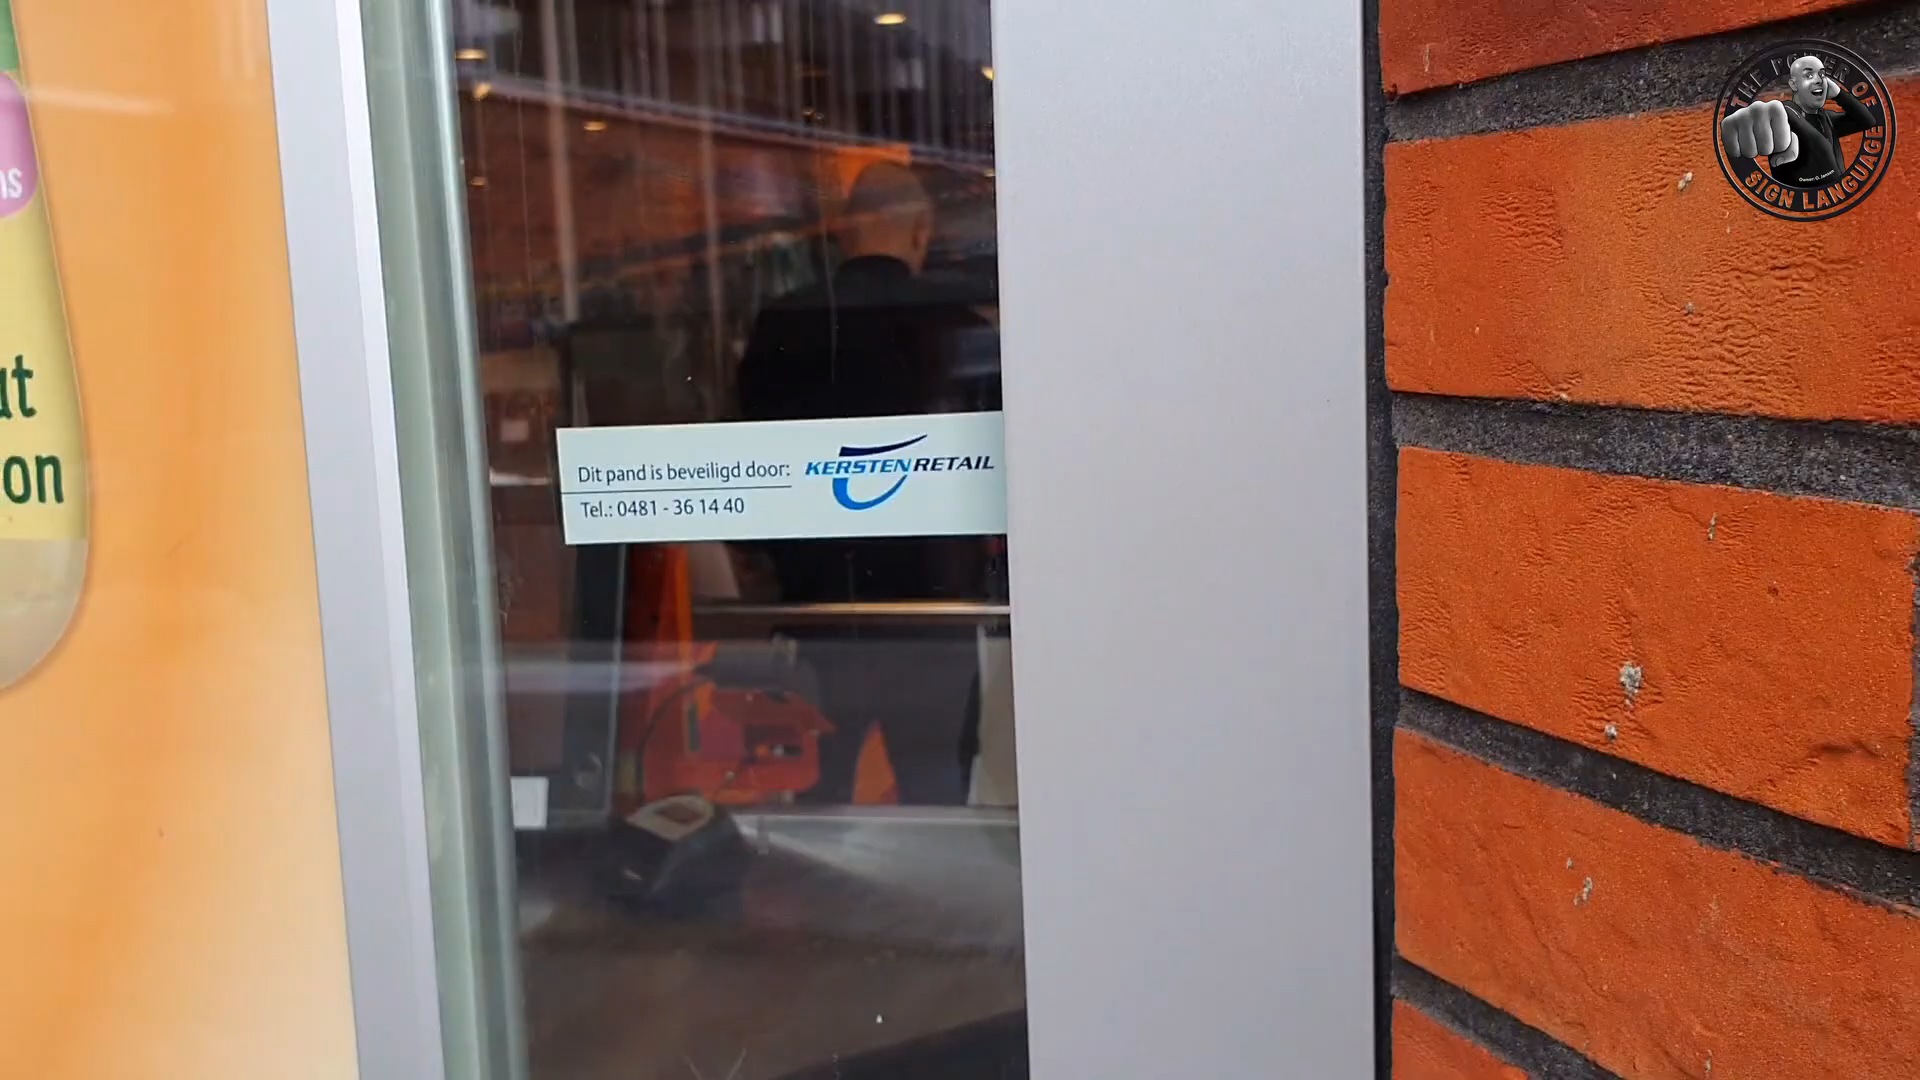 ns
ut
on
Dit pand is beveiligd door:
KERSTEN RETAIL
Tel.: 0481 - 36 14 40
THE POWER OF
SIGN LANGUAGE